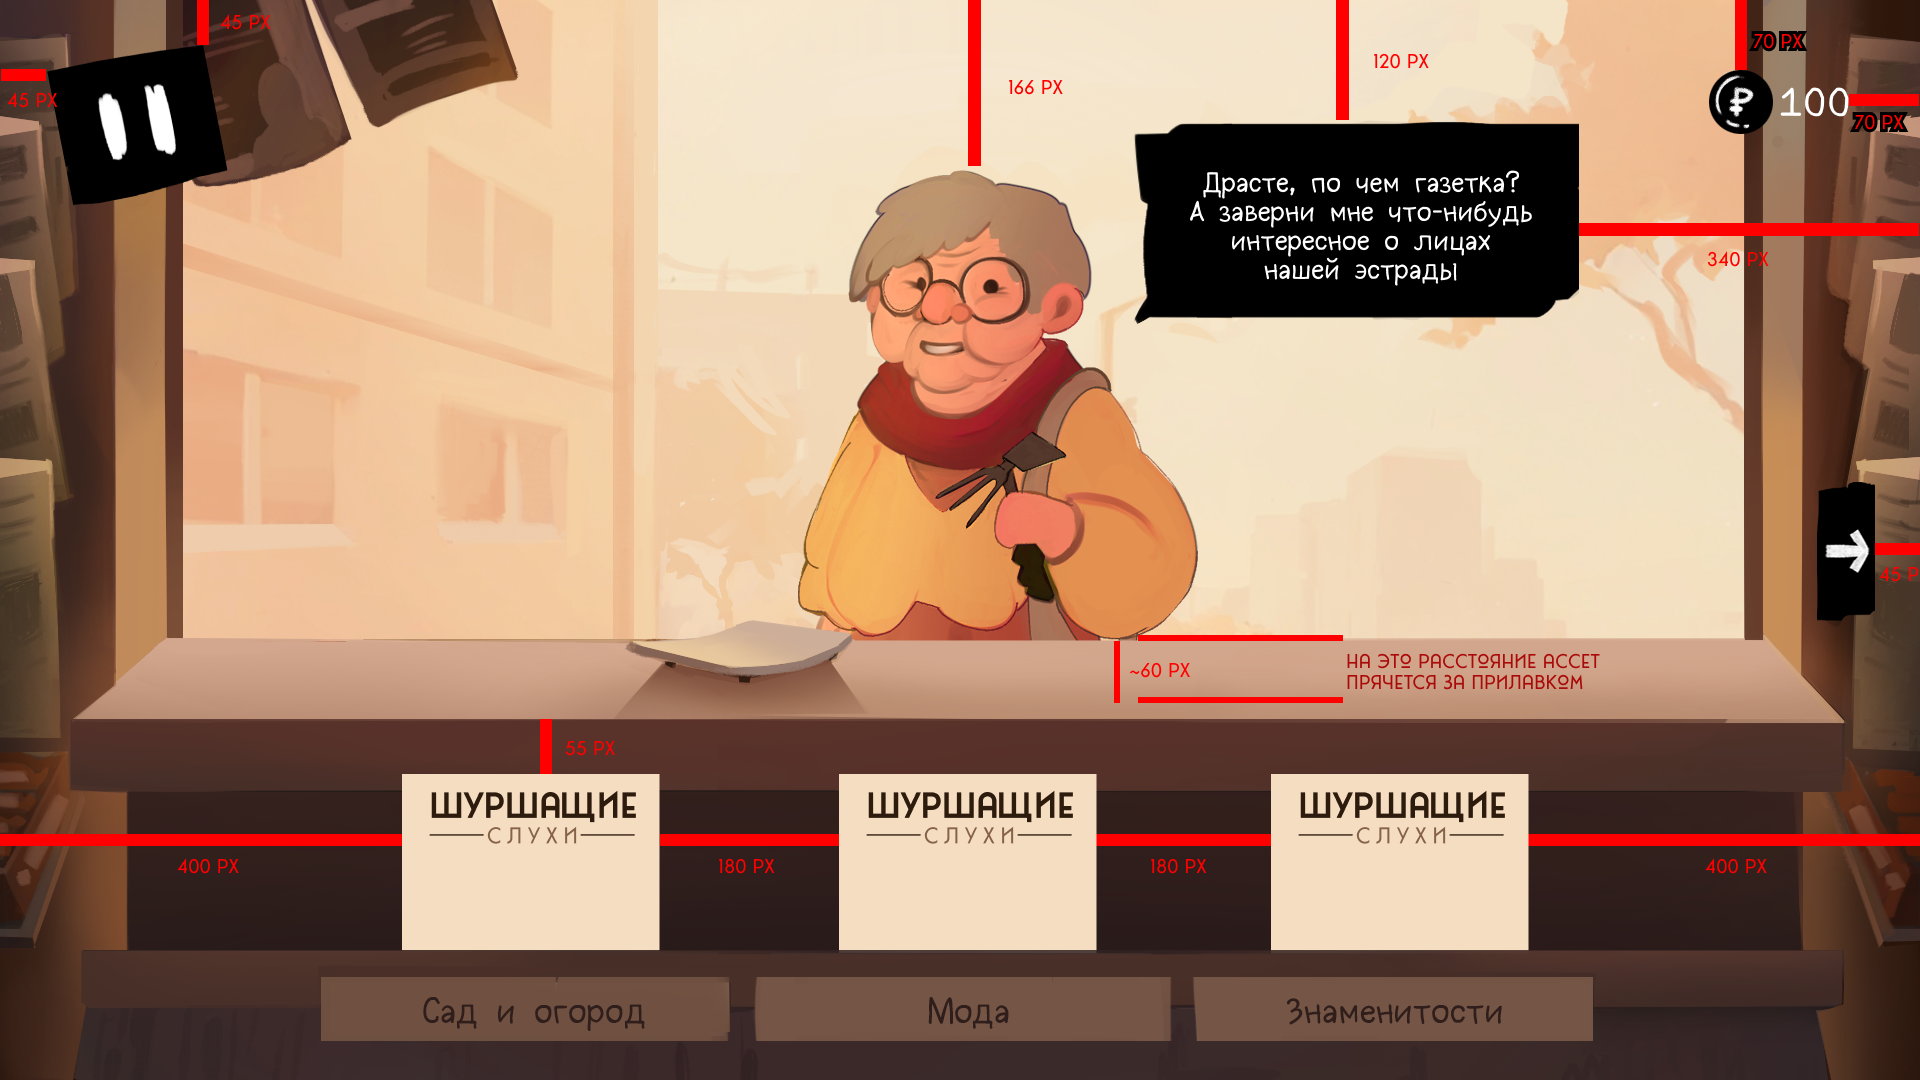 45 PX
45 PX
166 PX
120 PX
70 PX
100
70 PX
Драсте, по чем газетка?
А заверни мне что-нибудь
интересное о лицах
нашей эстрады
340 PX
45 P
~60 PX
НА ЭТО РАССТОЯНИЕ АССЕТ
ПРЯЧЕТСЯ ЗА ПРИЛАВКОМ
55 PX
ШУРШАЩИЕ
СЛУХИ
ШУРШАЩИЕ
СЛУХИ
ШУРШАЩИЕ
СЛУХИ
400 PX
180 PX
180 PX
400 PX
Сад и огород
Мода
Знаменитости